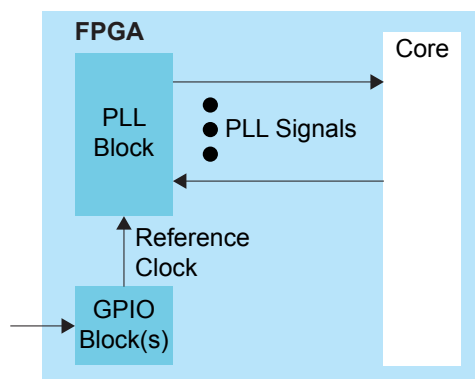 FPGA
Core
PLL
Block
PLL Signals
Reference
Clock
GPIO
Block(s)